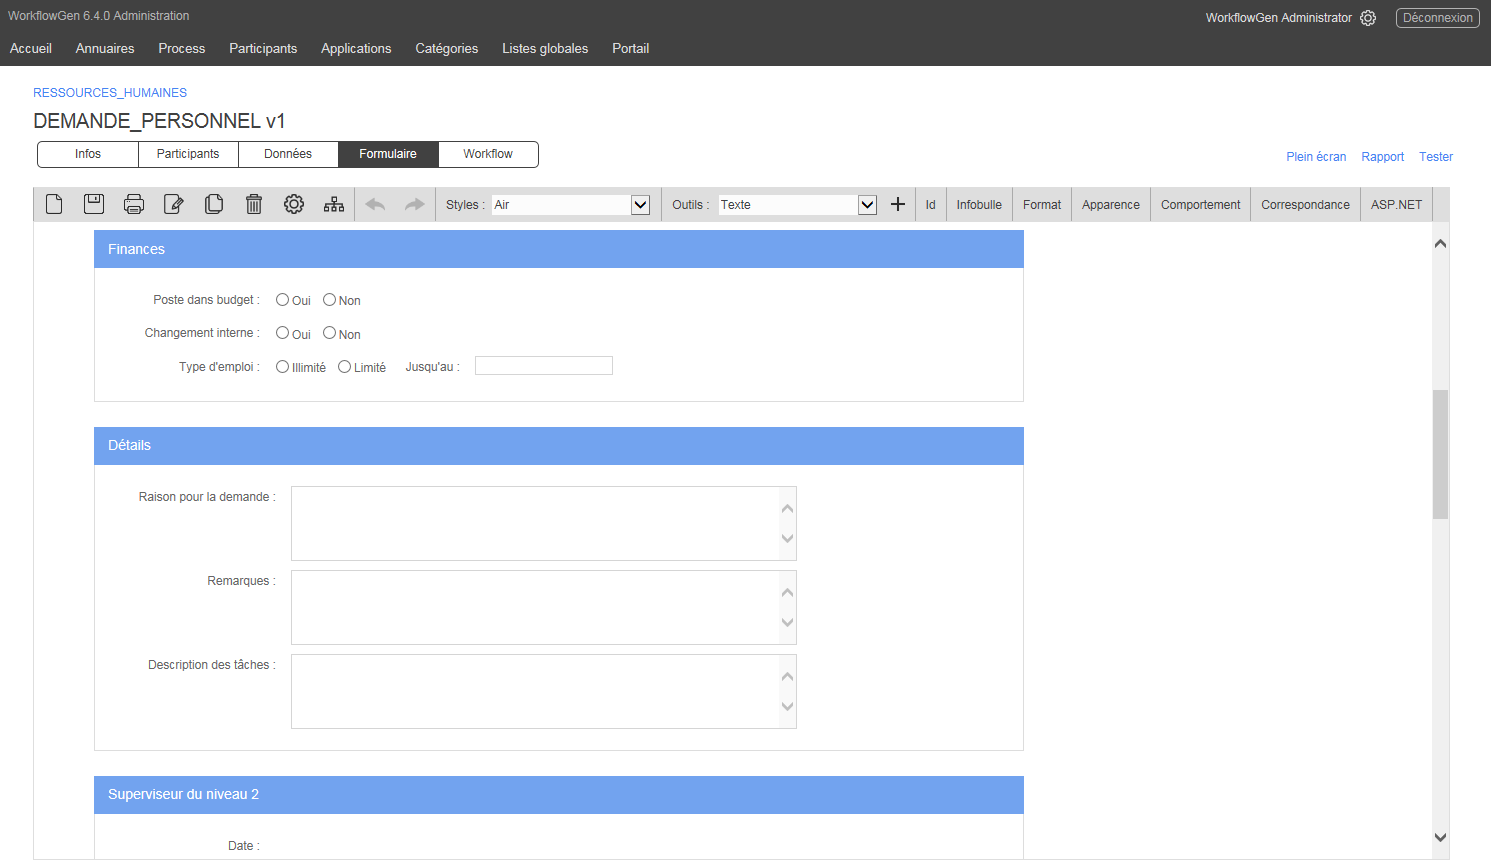 WorkflowGen 6.4.0 Administration
WorkflowGen Administrator Déconnexion
Accueil Annuaires Process Participants Applications Catégories Listes globales Portail
RESSOURCES_HUMAINES
DEMANDE_PERSONNEL v1
Infos Participants Données Formulaire Workflow
Plein écran Rapport Tester
Styles : Air Outils : Texte Id Infobulle Format Apparence Comportement Correspondance ASP.NET
Finances
Poste dans budget : Oui Non
Changement interne : Oui Non
Type d'emploi : Illimité Limité Jusqu'au :
Détails
Raison pour la demande :
Remarques :
Description des tâches :
Superviseur du niveau 2
Date :